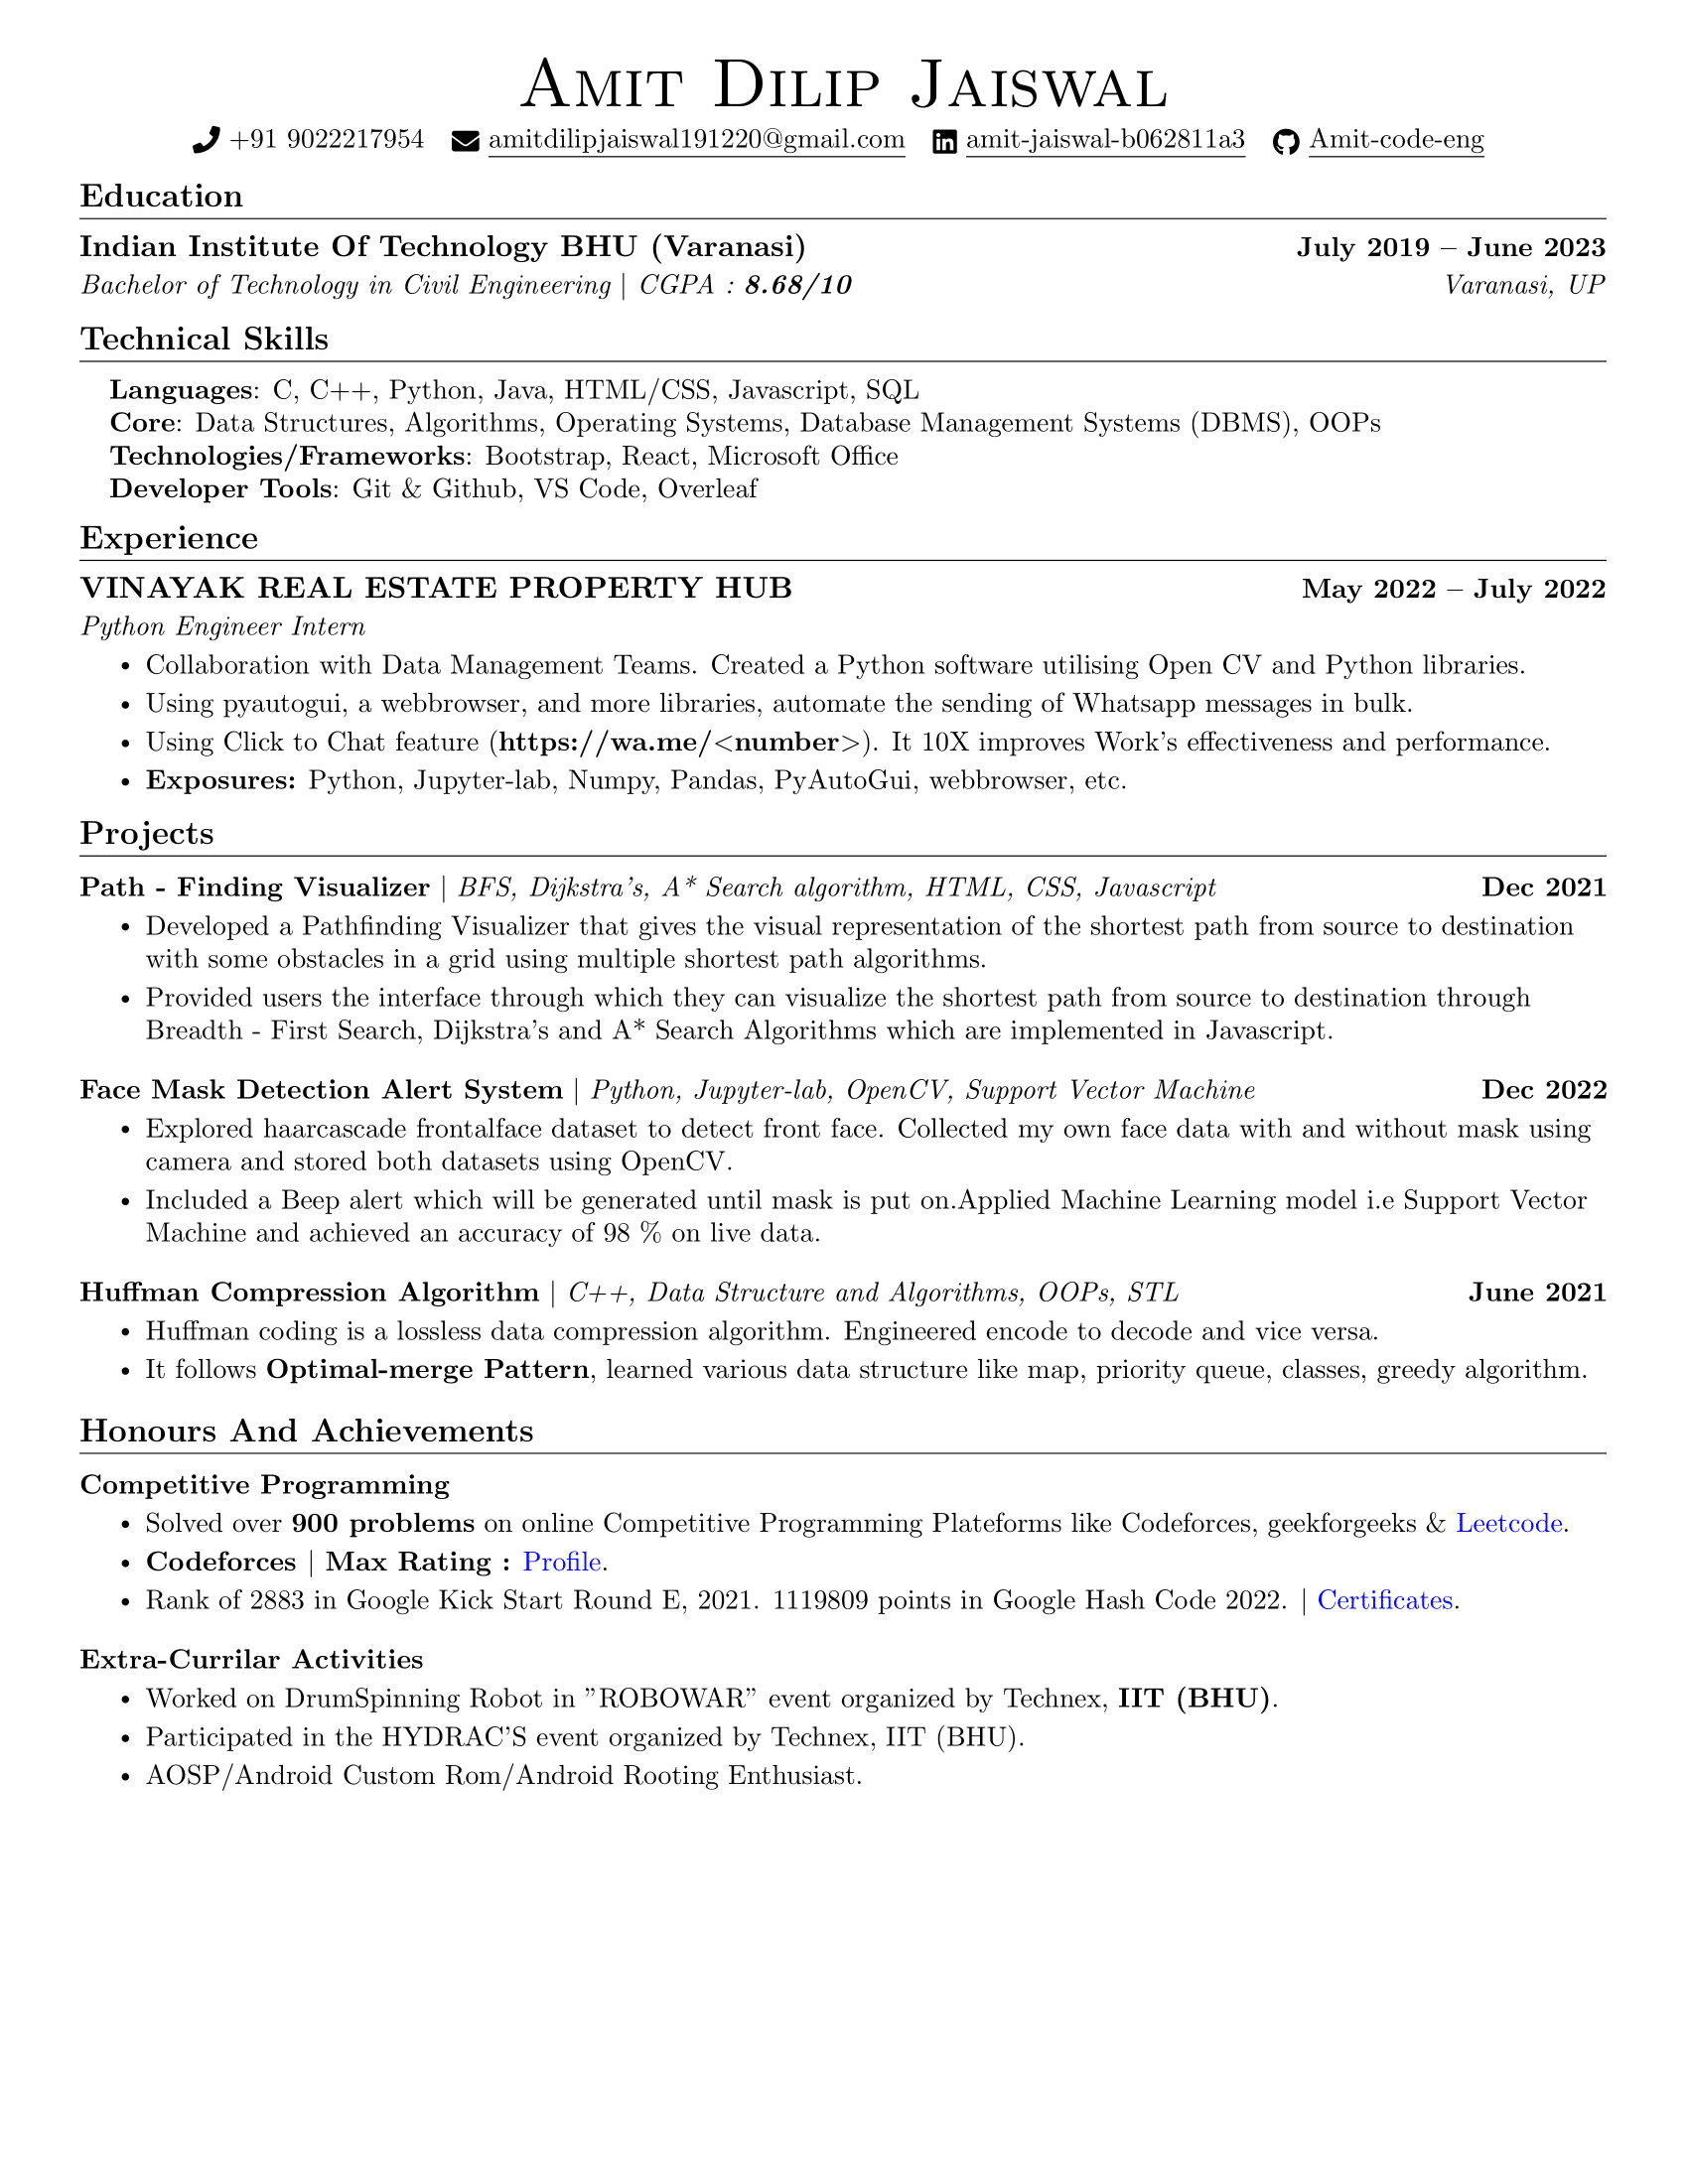 Amit Dilip Jaiswal
+91 9022217954 amitdilipjaiswal191220@gmail.com amit-jaiswal-b062811a3 Amit-code-eng
Education
Indian Institute Of Technology BHU (Varanasi) July 2019 – June 2023
Bachelor of Technology in Civil Engineering | CGPA : 8.68/10 Varanasi, UP
Technical Skills
Languages: C, C++, Python, Java, HTML/CSS, Javascript, SQL
Core: Data Structures, Algorithms, Operating Systems, Database Management Systems (DBMS), OOPs
Technologies/Frameworks: Bootstrap, React, Microsoft Office
Developer Tools: Git & Github, VS Code, Overleaf
Experience
VINAYAK REAL ESTATE PROPERTY HUB May 2022 – July 2022
Python Engineer Intern
• Collaboration with Data Management Teams. Created a Python software utilising Open CV and Python libraries.
• Using pyautogui, a webbrowser, and more libraries, automate the sending of Whatsapp messages in bulk.
• Using Click to Chat feature (https://wa.me/<number>). It 10X improves Work's effectiveness and performance.
• Exposures: Python, Jupyter-lab, Numpy, Pandas, PyAutoGui, webbrowser, etc.
Projects
Path - Finding Visualizer | BFS, Dijkstra's, A* Search algorithm, HTML, CSS, Javascript Dec 2021
• Developed a Pathfinding Visualizer that gives the visual representation of the shortest path from source to destination
with some obstacles in a grid using multiple shortest path algorithms.
• Provided users the interface through which they can visualize the shortest path from source to destination through
Breadth - First Search, Dijkstra's and A* Search Algorithms which are implemented in Javascript.
Face Mask Detection Alert System | Python, Jupyter-lab, OpenCV, Support Vector Machine Dec 2022
• Explored haarcascade frontalface dataset to detect front face. Collected my own face data with and without mask using
camera and stored both datasets using OpenCV.
• Included a Beep alert which will be generated until mask is put on.Applied Machine Learning model i.e Support Vector
Machine and achieved an accuracy of 98 % on live data.
Huffman Compression Algorithm | C++, Data Structure and Algorithms, OOPs, STL June 2021
• Huffman coding is a lossless data compression algorithm. Engineered encode to decode and vice versa.
• It follows Optimal-merge Pattern, learned various data structure like map, priority queue, classes, greedy algorithm.
Honours And Achievements
Competitive Programming
• Solved over 900 problems on online Competitive Programming Plateforms like Codeforces, geekforgeeks & Leetcode.
• Codeforces | Max Rating : Profile.
• Rank of 2883 in Google Kick Start Round E, 2021. 1119809 points in Google Hash Code 2022. | Certificates.
Extra-Currilar Activities
• Worked on DrumSpinning Robot in ”ROBOWAR” event organized by Technex, IIT (BHU).
• Participated in the HYDRAC'S event organized by Technex, IIT (BHU).
• AOSP/Android Custom Rom/Android Rooting Enthusiast.